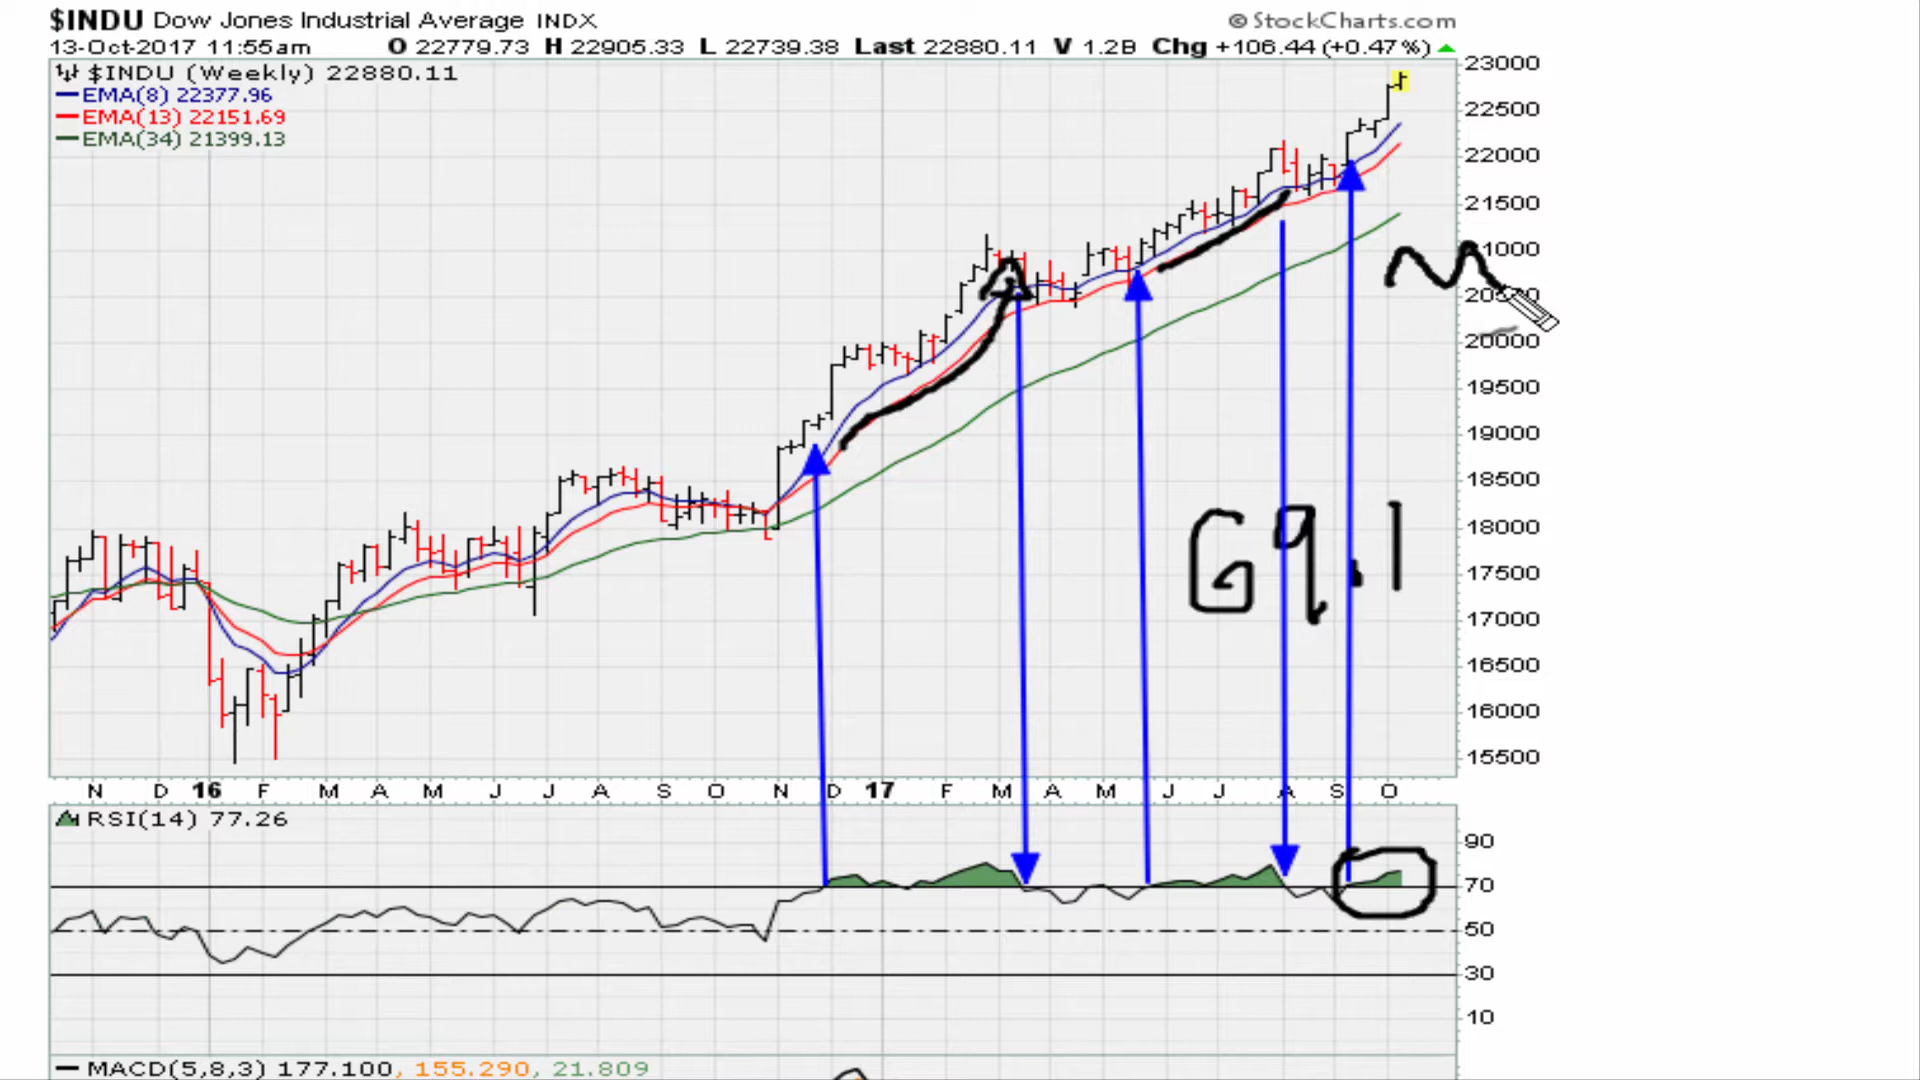 $INDU Dow Jones Industrial Average INDX © StockCharts.com
13-Oct-2017 11:55am O 22779.73 H 22905.33 L 22739.38 Last 22880.11 V 1.2B Chg +106.44 (+0.47%)
$INDU (Weekly) 22880.11
EMA(8) 22377.96
EMA(13) 22151.69
EMA(34) 21399.13
23000
22500
22000
21500
21000
20000
19500
19000
18500
18000
17500
17000
16500
16000
15500
69.1
N D 16 F M A M J J A S O N D 17 F M A M J J A S O
RSI(14) 77.26
90
70
50
30
10
MACD(5,8,3) 177.100, 155.290, 21.809